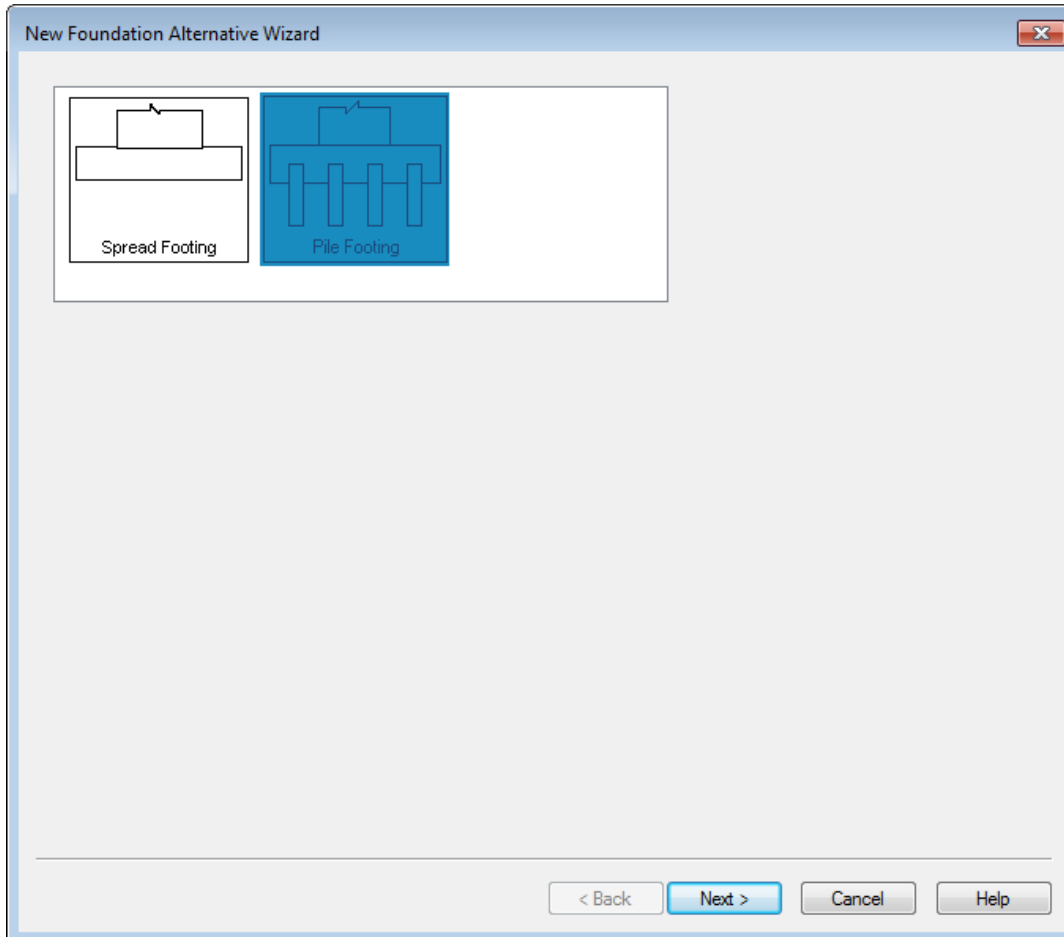 New Foundation Alternative Wizard
Spread Footing
Pile Footing
< Back
Next >
Cancel
Help